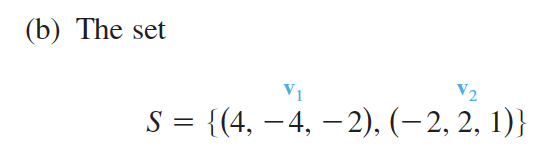 (b) The set
v₁ v₂
S = {(4, −4, −2), (−2, 2, 1)}